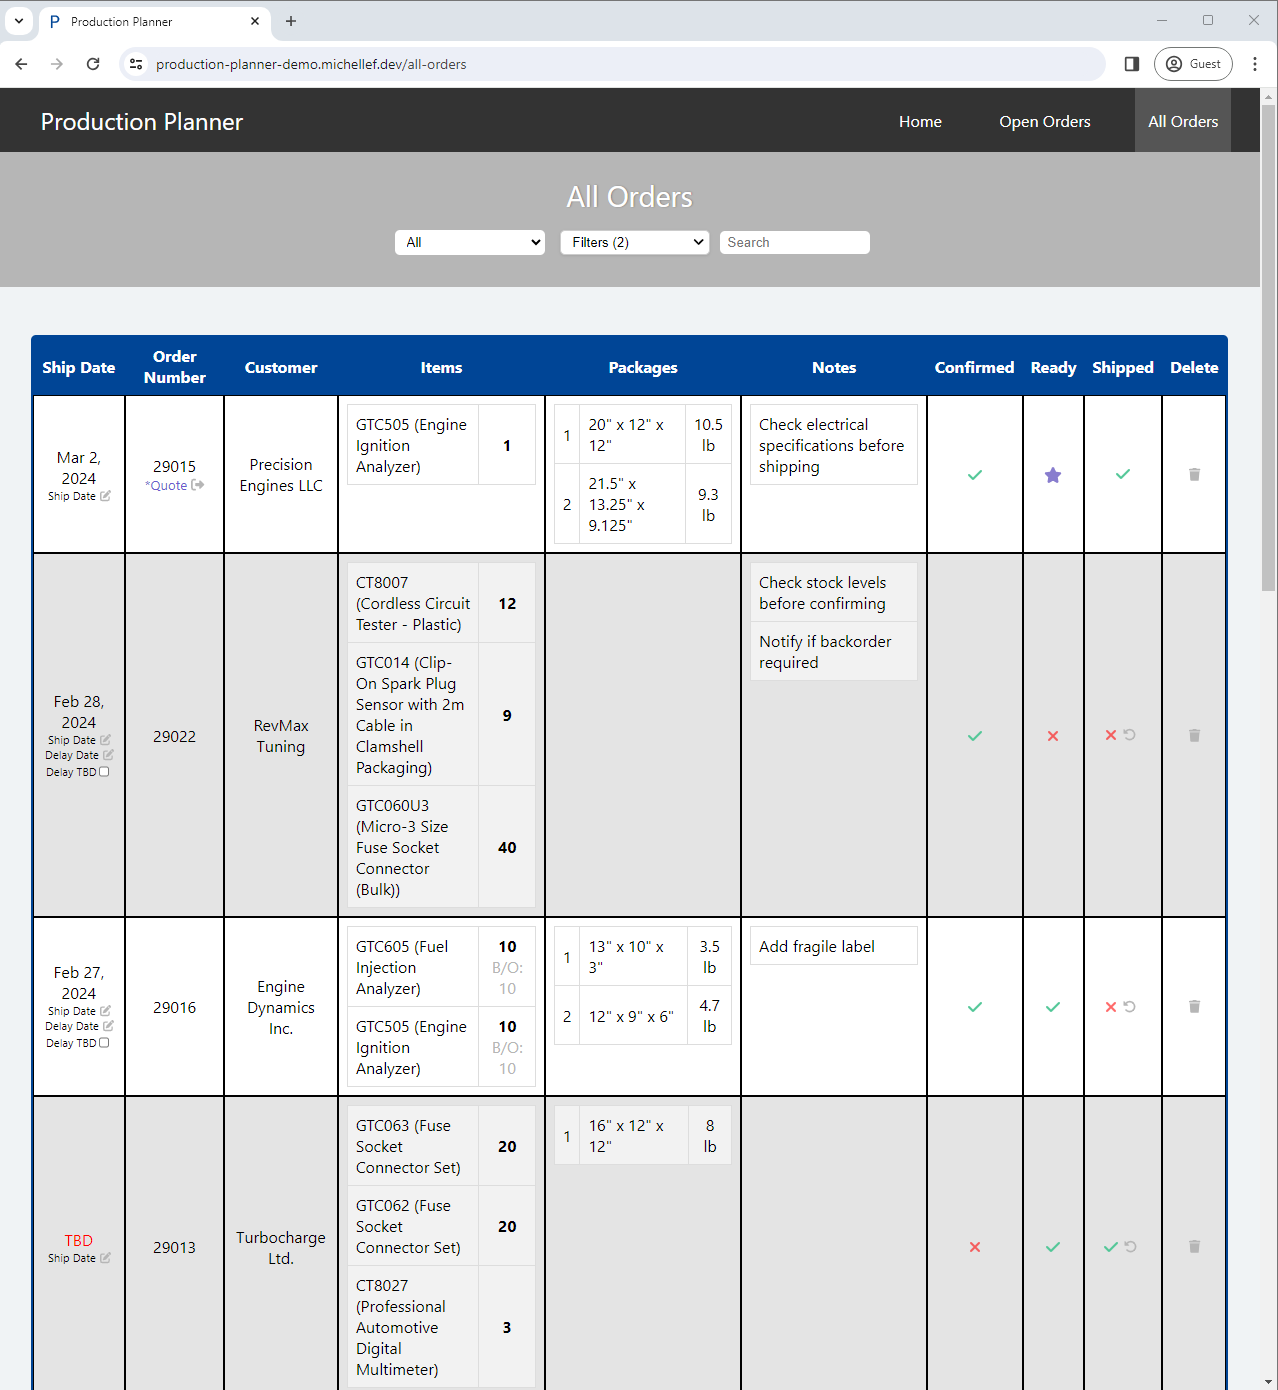 Production Planner
production-planner-demo.michellef.dev/all-orders
Guest
Production Planner
Home
Open Orders
All Orders
All Orders
All
Filters (2)
Search
Ship Date
Order
Number
Customer
Items
Packages
Notes
Confirmed
Ready
Shipped
Delete
Mar 2,
2024
Ship Date
29015
*Quote
Precision
Engines LLC
GTC505 (Engine
Ignition
Analyzer)
1
1
20" x 12" x
12"
10.5
lb
2
21.5" x
13.25" x
9.125"
9.3
lb
Check electrical
specifications before
shipping
Feb 28,
2024
Ship Date
Delay Date
Delay TBD
29022
RevMax
Tuning
CT8007
(Cordless Circuit
Tester - Plastic)
12
GTC014 (Clip-
On Spark Plug
Sensor with 2m
Cable in
Clamshell
Packaging)
9
GTC060U3
(Micro-3 Size
Fuse Socket
Connector
(Bulk))
40
Check stock levels
before confirming
Notify if backorder
required
Feb 27,
2024
Ship Date
Delay Date
Delay TBD
29016
Engine
Dynamics
Inc.
GTC605 (Fuel
Injection
Analyzer)
10
B/O:
10
GTC505 (Engine
Ignition
Analyzer)
10
B/O:
10
1
13" x 10" x
3"
3.5
lb
2
12" x 9" x 6"
4.7
lb
Add fragile label
TBD
Ship Date
29013
Turbocharge
Ltd.
GTC063 (Fuse
Socket
Connector Set)
20
GTC062 (Fuse
Socket
Connector Set)
20
CT8027
(Professional
Automotive
Digital
Multimeter)
3
1
16" x 12" x
12"
8
lb